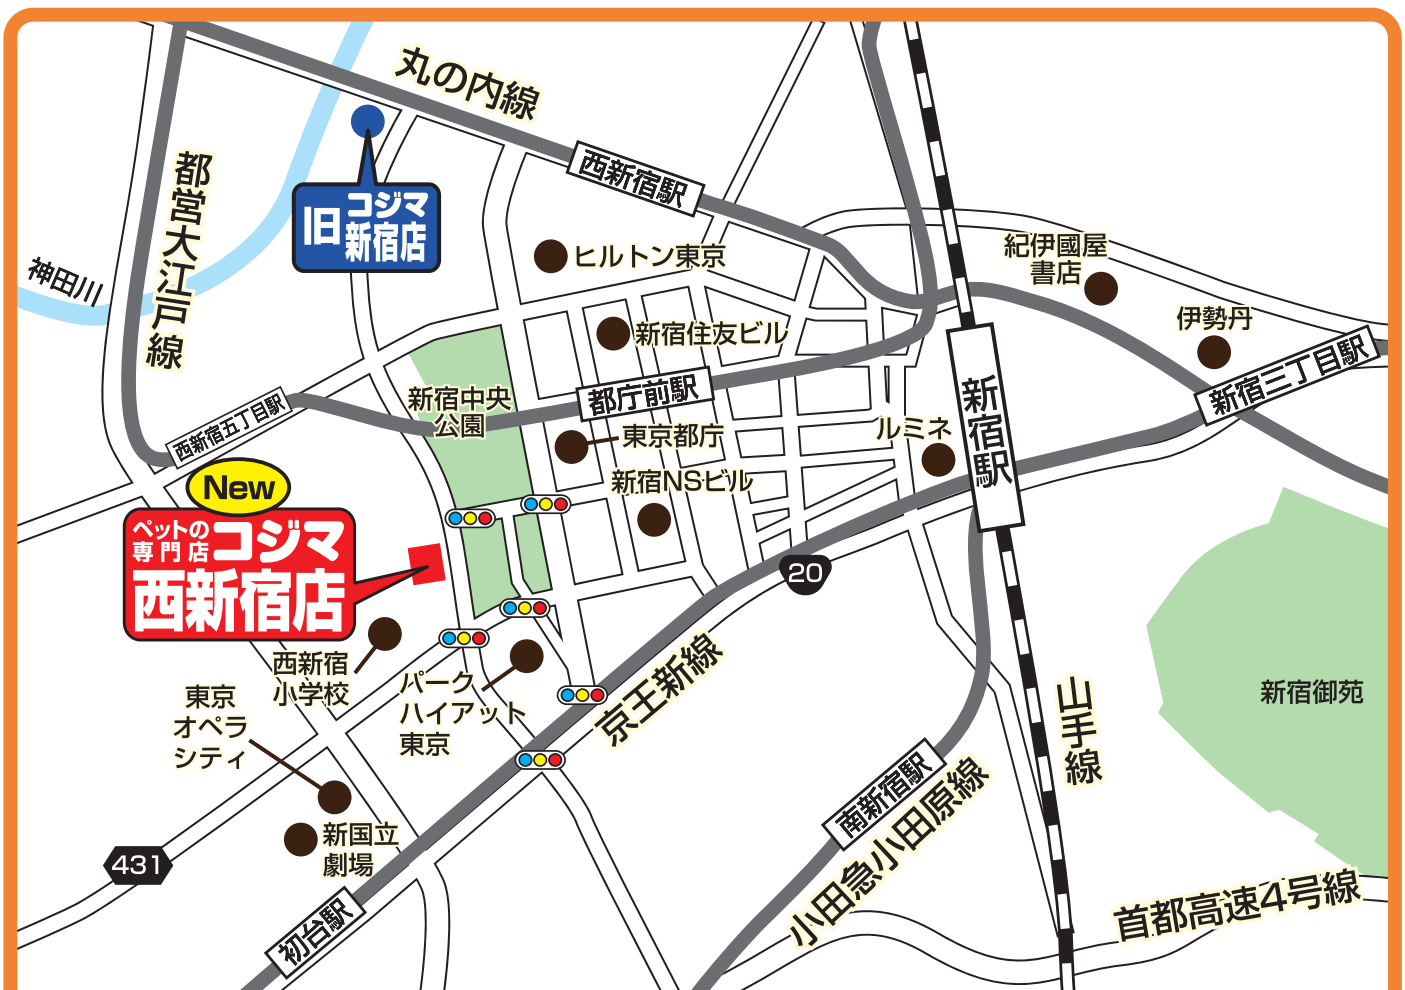 丸の内線
都営大江戸線
西新宿駅
旧
コジマ
新宿店
神田川
ヒルトン東京
紀伊國屋
書店
伊勢丹
新宿住友ビル
新宿三丁目駅
都庁前駅
新宿中央
公園
西新宿五丁目駅
東京都庁
ルミネ
新宿駅
新宿NSビル
New
ペットの
専門店
コジマ
西新宿店
20
西新宿
小学校
パーク
ハイアット
東京
京王新線
東京
オペラ
シティ
山手線
新宿御苑
南新宿駅
小田急小田原線
新国立
劇場
431
初台駅
首都高速4号線